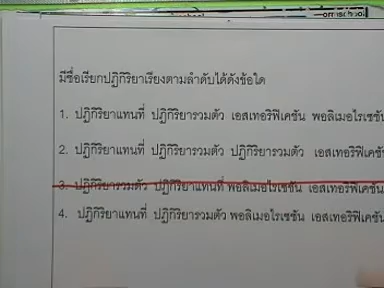 มีชื่อเรียกปฏิกิริยาเรียงตามลำดับได้ดังข้อใด
1. ปฏิกิริยาแทนที่ ปฏิกิริยารวมตัว เอสเทอริฟิเคชัน พอลิเมอไรเซชัน
2. ปฏิกิริยาแทนที่ ปฏิกิริยารวมตัว ปฏิกิริยารวมตัว เอสเทอริฟิเคชัน
3. ปฏิกิริยารวมตัว ปฏิกิริยาแทนที่ พอลิเมอไรเซชัน เอสเทอริฟิเคชัน
4. ปฏิกิริยาแทนที่ ปฏิกิริยารวมตัว พอลิเมอไรเซชัน เอสเทอริฟิเคชัน